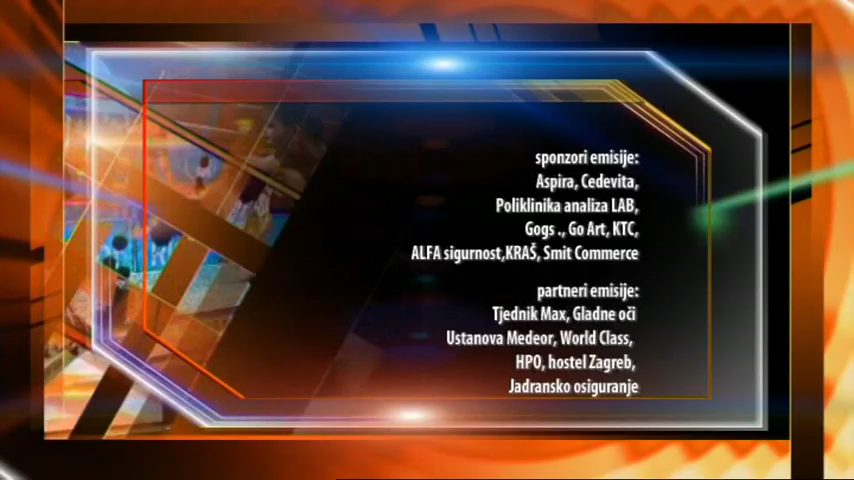 sponzori emisije:
Aspira, Cedevita,
Poliklinika analiza LAB,
Gogs ., Go Art, KTC,
ALFA sigurnost,KRAŠ, Smit Commerce
partneri emisije:
Tjednik Max, Gladne oči
Ustanova Medeor, World Class,
HPO, hostel Zagreb,
Jadransko osiguranje